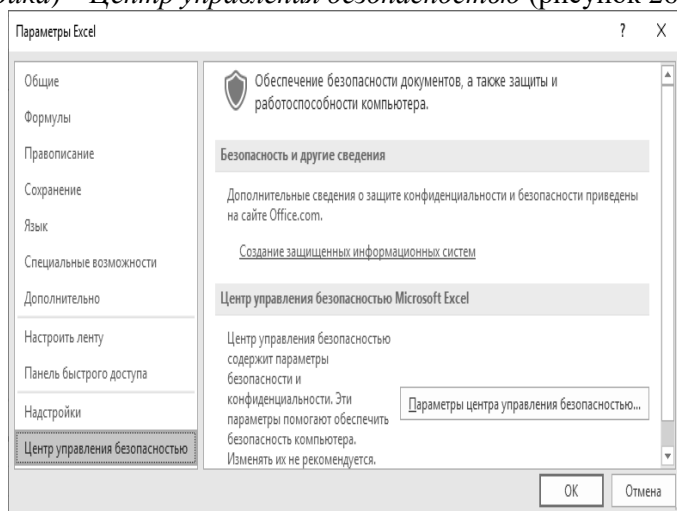 Центр управления безопасностью
Параметры Excel ? X
Общие
Формулы
Правописание
Сохранение
Язык
Специальные возможности
Дополнительно
Настроить ленту
Панель быстрого доступа
Надстройки
Центр управления безопасностью
Обеспечение безопасности документов, а также защиты и
работоспособности компьютера.
Безопасность и другие сведения
Дополнительные сведения о защите конфиденциальности и безопасности приведены
на сайте Office.com.
Создание защищенных информационных систем
Центр управления безопасностью Microsoft Excel
Центр управления безопасностью
содержит параметры
безопасности и
конфиденциальности. Эти
параметры помогают обеспечить
безопасность компьютера.
Изменять их не рекомендуется.
Параметры центра управления безопасностью...
ОК Отмена